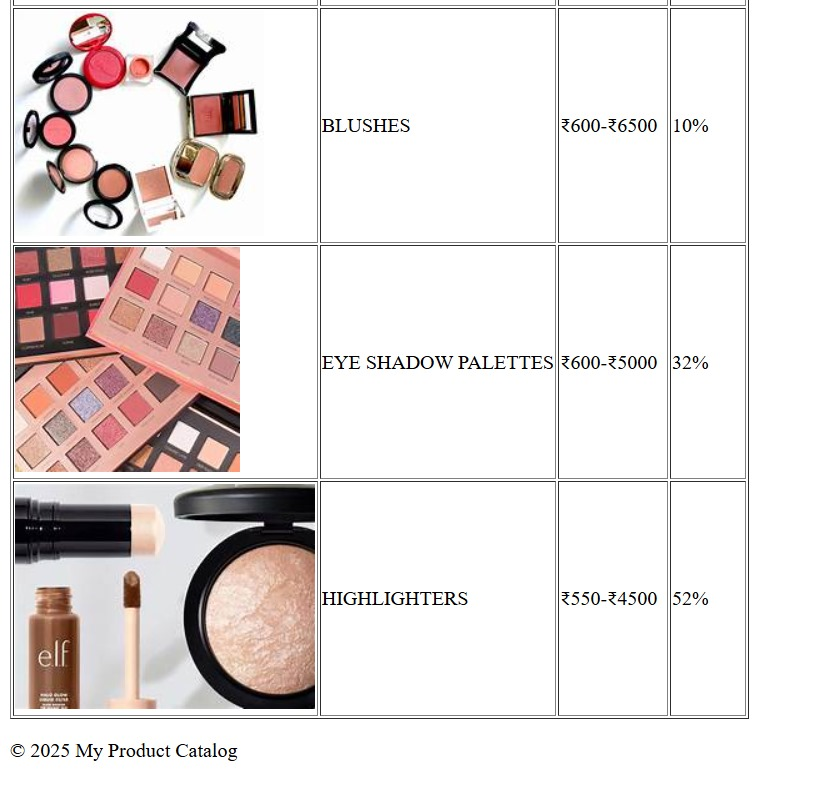 BLUSHES ₹600-₹6500 10%
EYE SHADOW PALETTES ₹600-₹5000 32%
e.l.f.
HIGHLIGHTERS ₹550-₹4500 52%
© 2025 My Product Catalog